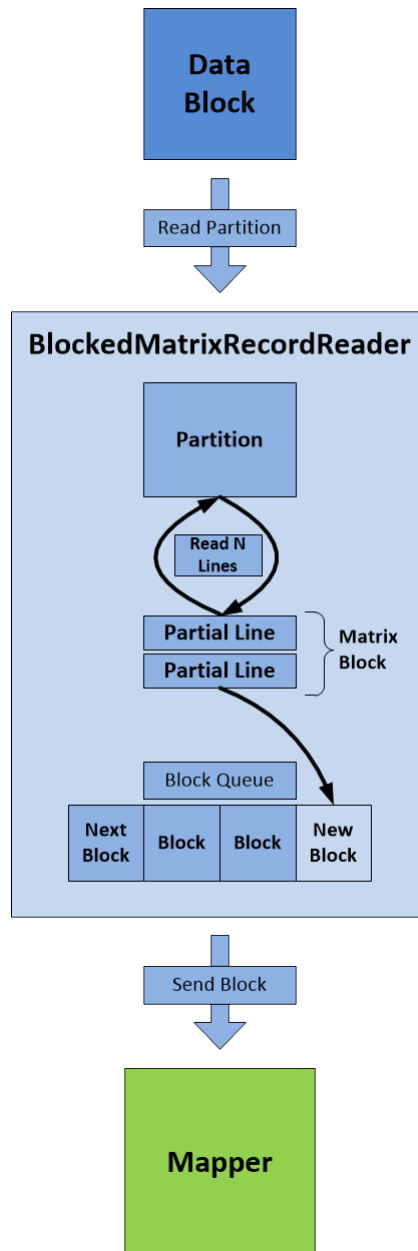 Data
Block
Read Partition
BlockedMatrixRecordReader
Partition
Read N
Lines
Partial Line
Partial Line
Matrix
Block
Block Queue
Next
Block
Block
Block
New
Block
Send Block
Mapper